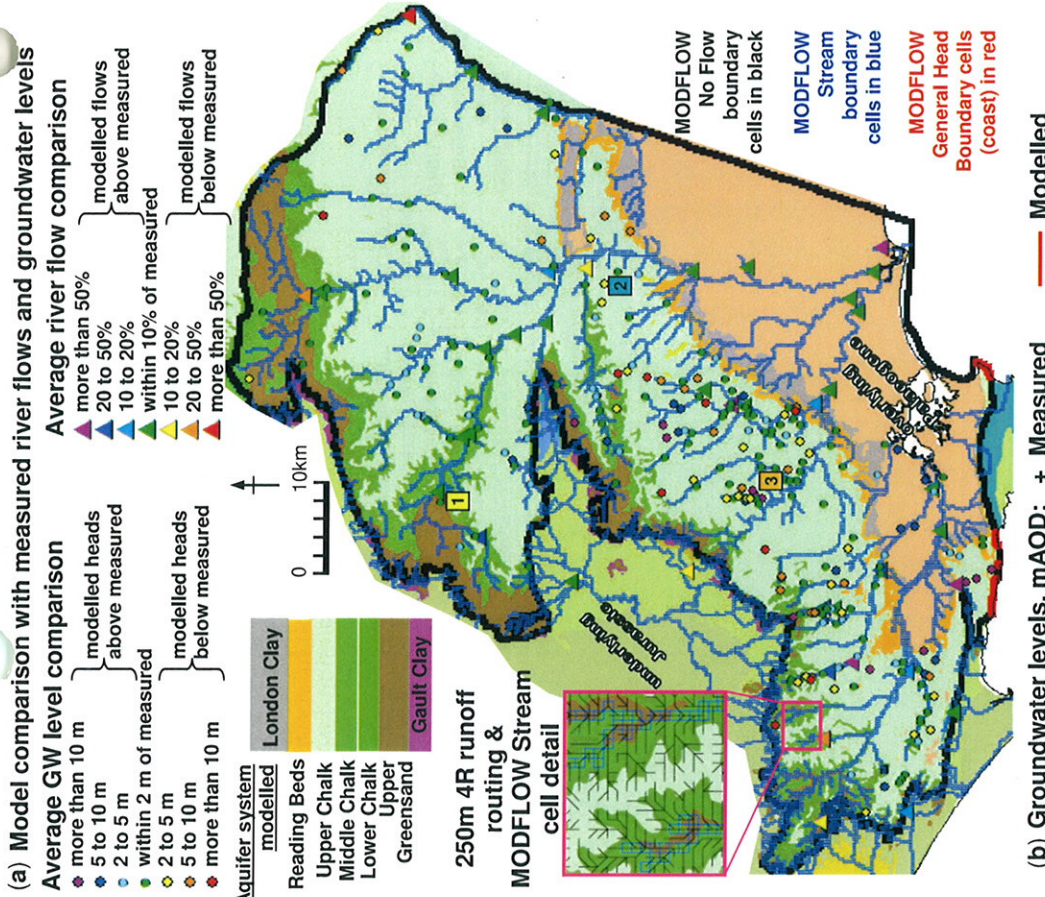 (a) Model comparison with measured river flows and groundwater levels
Average GW level comparison
more than 10 m
5 to 10 m
2 to 5 m
modelled heads
above measured
within 2 m of measured
2 to 5 m
5 to 10 m
more than 10 m
modelled heads
below measured
Average river flow comparison
more than 50%
20 to 50%
10 to 20%
modelled flows
above measured
within 10% of measured
10 to 20%
20 to 50%
more than 50%
modelled flows
below measured
Aquifer system
modelled
London Clay
Reading Beds
Upper Chalk
Middle Chalk
Lower Chalk
Upper
Greensand
Gault Clay
0
10km
1
2
3
underlying
Jurassic
overlying
Palaeogene
250m 4R runoff
routing &
MODFLOW Stream
cell detail
MODFLOW
No Flow
boundary
cells in black
MODFLOW
Stream
boundary
cells in blue
MODFLOW
General Head
Boundary cells
(coast) in red
(b) Groundwater levels, mAOD: + Measured — Modelled